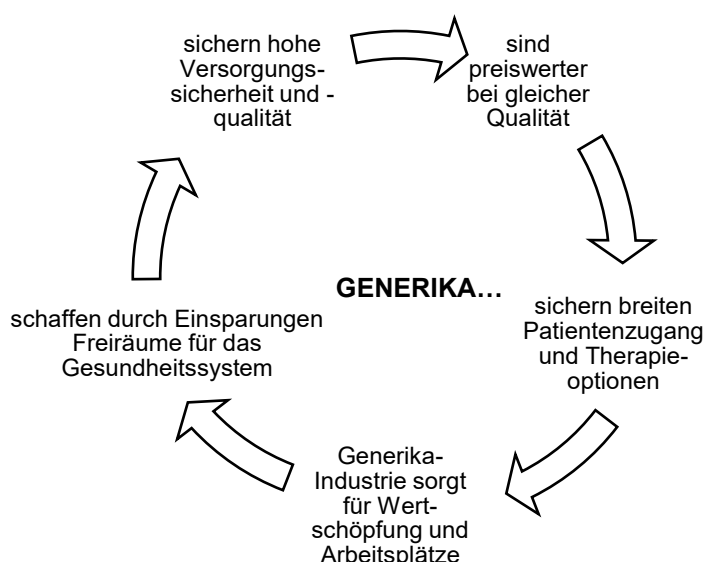 sichern hohe
Versorgungs-
sicherheit und -
qualität
sind
preiswerter
bei gleicher
Qualität
GENERIKA...
sichern breiten
Patientenzugang
und Therapie-
optionen
Generika-
Industrie sorgt
für Wert-
schöpfung und
Arbeitsplätze
schaffen durch Einsparungen
Freiräume für das
Gesundheitssystem